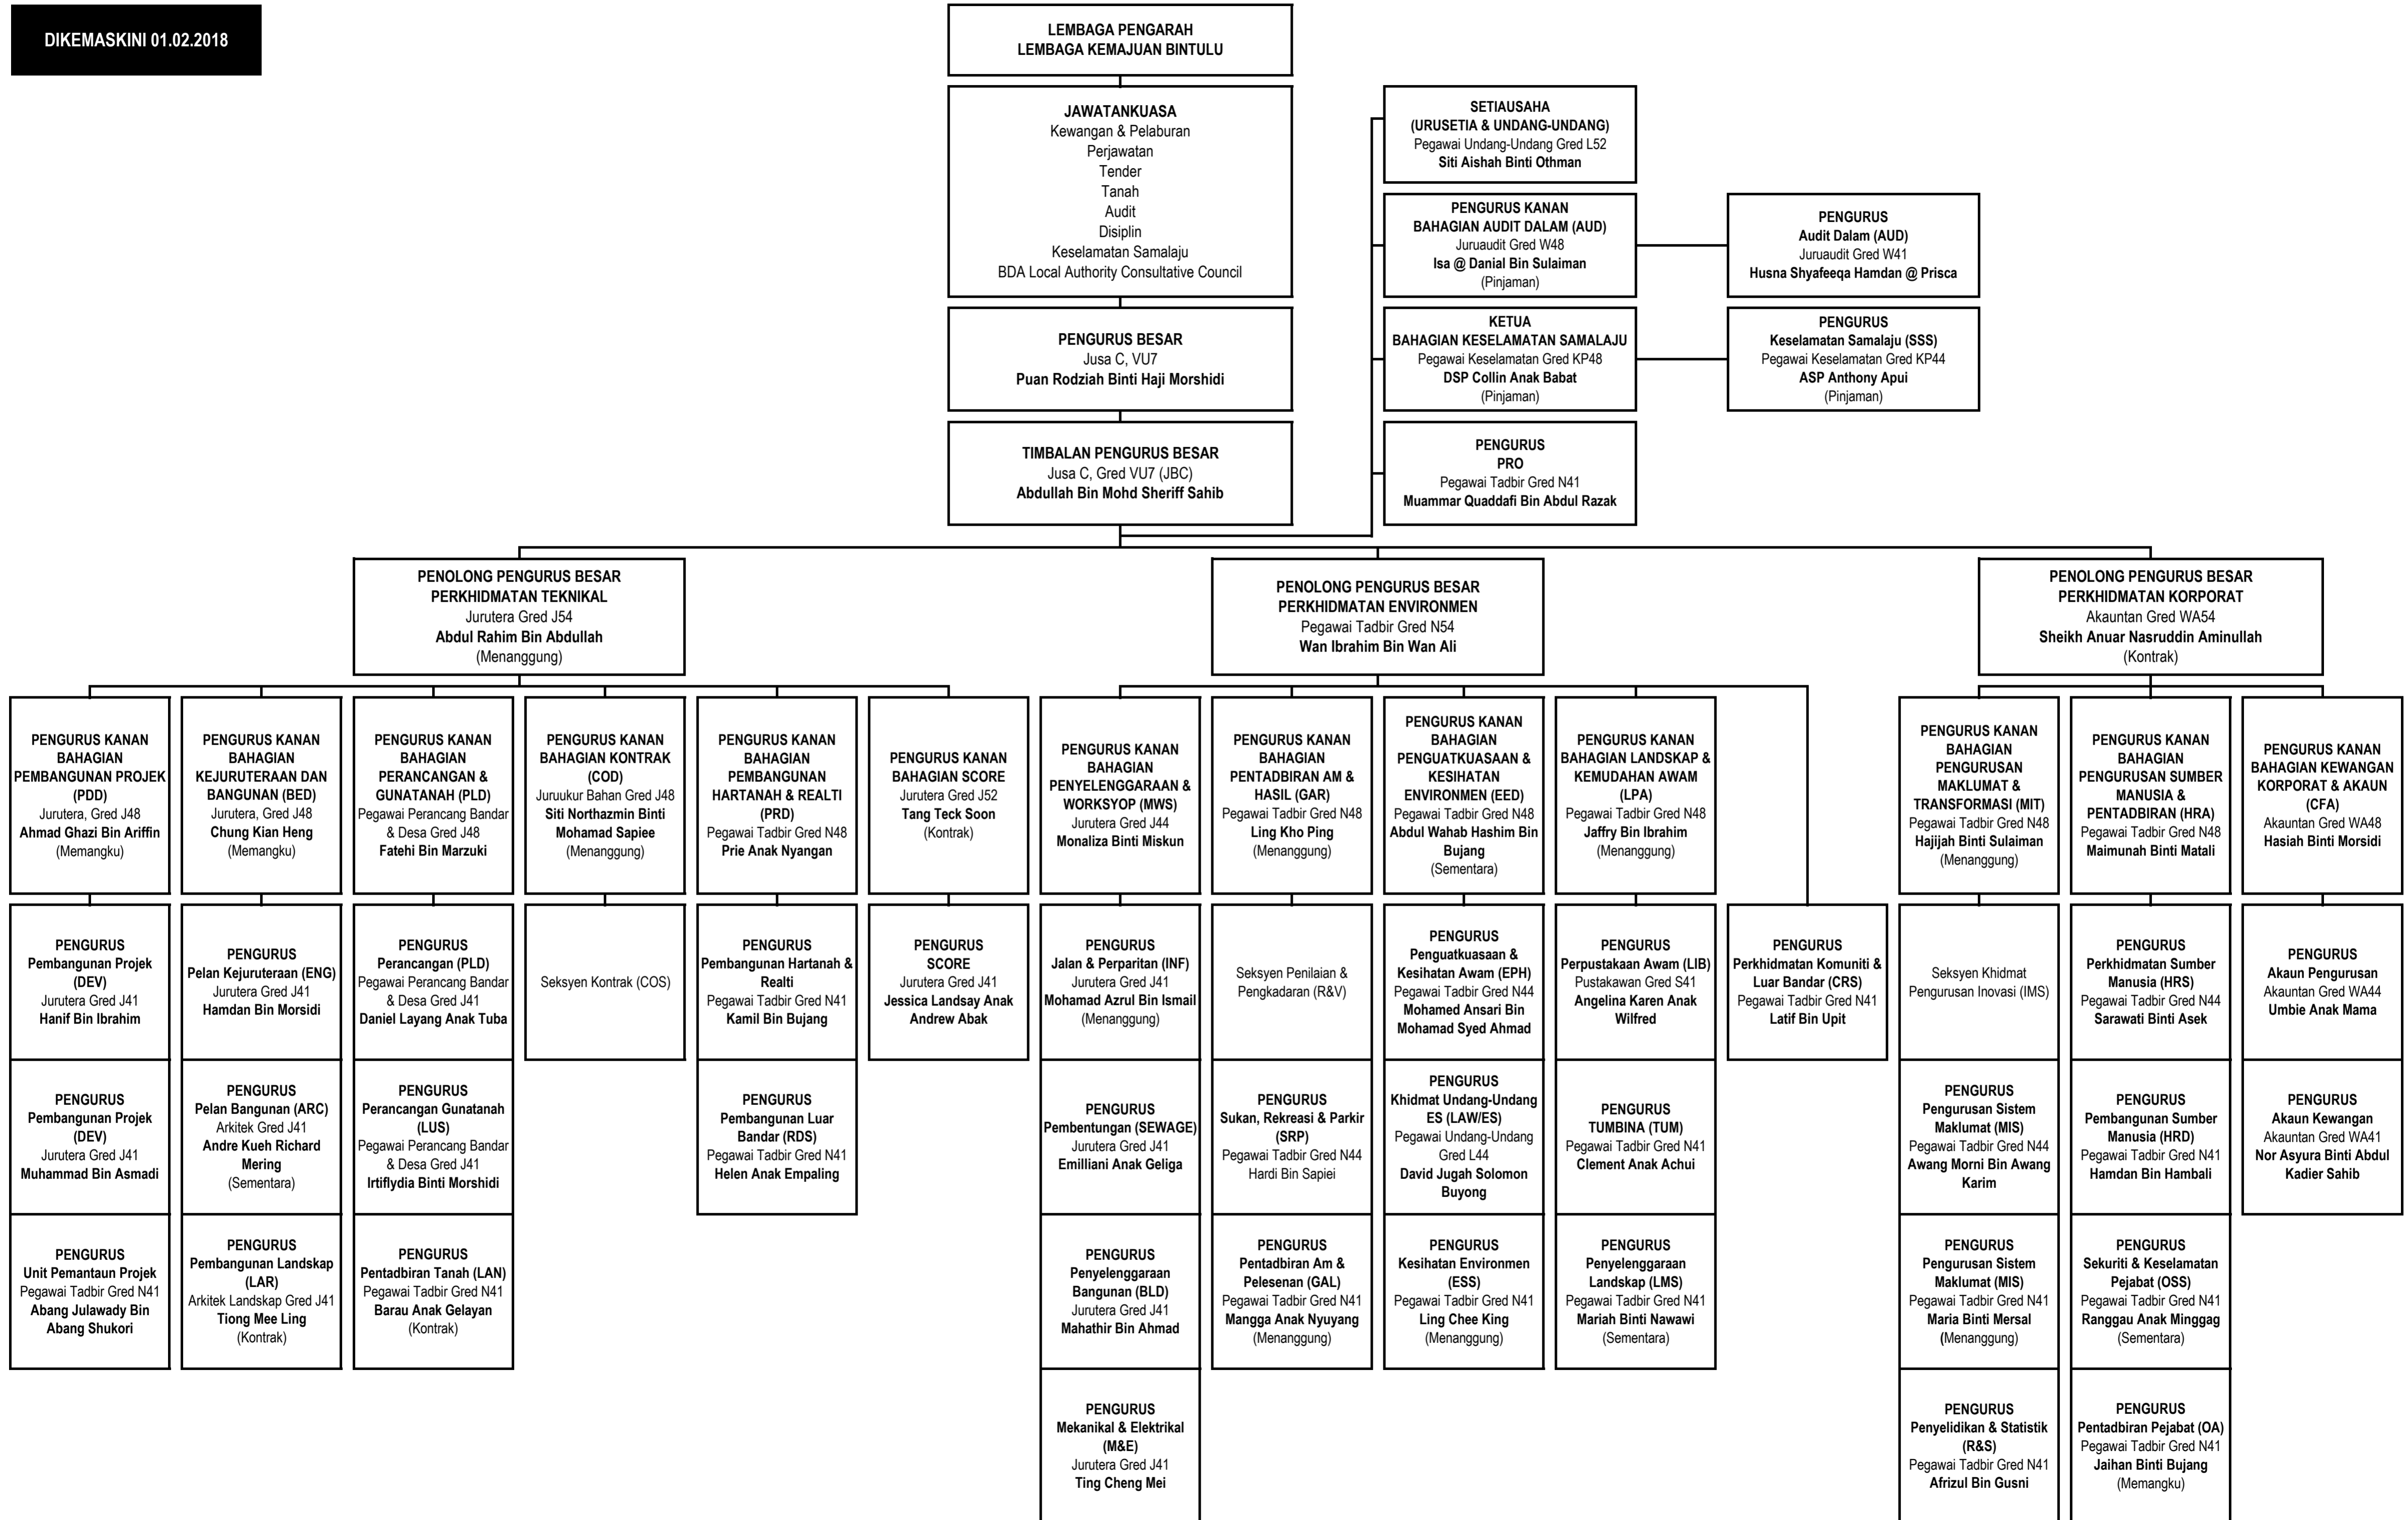 DIKEMASKINI 01.02.2018
LEMBAGA PENGARAH
LEMBAGA KEMAJUAN BINTULU
JAWATANKUASA
Kewangan & Pelaburan
Perjawatan
Tender
Tanah
Audit
Disiplin
Keselamatan Samalaju
BDA Local Authority Consultative Council
SETIAUSAHA
(URUSETIA & UNDANG-UNDANG)
Pegawai Undang-Undang Gred L52
Siti Aishah Binti Othman
PENGURUS KANAN
BAHAGIAN AUDIT DALAM (AUD)
Juruaudit Gred W48
Isa @ Danial Bin Sulaiman
(Pinjaman)
PENGURUS
Audit Dalam (AUD)
Juruaudit Gred W41
Husna Shyafeeqa Hamdan @ Prisca
PENGURUS BESAR
Jusa C, VU7
Puan Rodziah Binti Haji Morshidi
KETUA
BAHAGIAN KESELAMATAN SAMALAJU
Pegawai Keselamatan Gred KP48
DSP Collin Anak Babat
(Pinjaman)
PENGURUS
Keselamatan Samalaju (SSS)
Pegawai Keselamatan Gred KP44
ASP Anthony Apui
(Pinjaman)
TIMBALAN PENGURUS BESAR
Jusa C, Gred VU7 (JBC)
Abdullah Bin Mohd Sheriff Sahib
PENGURUS
PRO
Pegawai Tadbir Gred N41
Muammar Quaddafi Bin Abdul Razak
PENOLONG PENGURUS BESAR
PERKHIDMATAN TEKNIKAL
Jurutera Gred J54
Abdul Rahim Bin Abdullah
(Menanggung)
PENOLONG PENGURUS BESAR
PERKHIDMATAN ENVIRONMEN
Pegawai Tadbir Gred N54
Wan Ibrahim Bin Wan Ali
PENOLONG PENGURUS BESAR
PERKHIDMATAN KORPORAT
Akauntan Gred WA54
Sheikh Anuar Nasruddin Aminullah
(Kontrak)
PENGURUS KANAN
BAHAGIAN
PEMBANGUNAN PROJEK
(PDD)
Jurutera, Gred J48
Ahmad Ghazi Bin Ariffin
(Memangku)
PENGURUS KANAN
BAHAGIAN
KEJURUTERAAN DAN
BANGUNAN (BED)
Jurutera, Gred J48
Chung Kian Heng
(Memangku)
PENGURUS KANAN
BAHAGIAN
PERANCANGAN &
GUNATANAH (PLD)
Pegawai Perancang Bandar
& Desa Gred J48
Fatehi Bin Marzuki
PENGURUS KANAN
BAHAGIAN KONTRAK
(COD)
Juruukur Bahan Gred J48
Siti Northazmin Binti
Mohamad Sapiee
(Menanggung)
PENGURUS KANAN
BAHAGIAN
PEMBANGUNAN
HARTANAH & REALTI
(PRD)
Pegawai Tadbir Gred N48
Prie Anak Nyangan
PENGURUS KANAN
BAHAGIAN SCORE
Jurutera Gred J52
Tang Teck Soon
(Kontrak)
PENGURUS KANAN
BAHAGIAN
PENYELENGGARAAN &
WORKSYOP (MWS)
Jurutera Gred J44
Monaliza Binti Miskun
PENGURUS KANAN
BAHAGIAN
PENTADBIRAN AM &
HASIL (GAR)
Pegawai Tadbir Gred N48
Ling Kho Ping
(Menanggung)
PENGURUS KANAN
BAHAGIAN
PENGUATKUASAAN &
KESIHATAN
ENVIRONMEN (EED)
Pegawai Tadbir Gred N48
Abdul Wahab Hashim Bin
Bujang
(Sementara)
PENGURUS KANAN
BAHAGIAN LANDSKAP &
KEMUDAHAN AWAM
(LPA)
Pegawai Tadbir Gred N48
Jaffry Bin Ibrahim
(Menanggung)
PENGURUS KANAN
BAHAGIAN
PENGURUSAN
MAKLUMAT &
TRANSFORMASI (MIT)
Pegawai Tadbir Gred N48
Hajijah Binti Sulaiman
(Menanggung)
PENGURUS KANAN
BAHAGIAN
PENGURUSAN SUMBER
MANUSIA &
PENTADBIRAN (HRA)
Pegawai Tadbir Gred N48
Maimunah Binti Matali
PENGURUS KANAN
BAHAGIAN KEWANGAN
KORPORAT & AKAUN
(CFA)
Akauntan Gred WA48
Hasiah Binti Morsidi
PENGURUS
Pembangunan Projek
(DEV)
Jurutera Gred J41
Hanif Bin Ibrahim
PENGURUS
Pelan Kejuruteraan (ENG)
Jurutera Gred J41
Hamdan Bin Morsidi
PENGURUS
Perancangan (PLD)
Pegawai Perancang Bandar
& Desa Gred J41
Daniel Layang Anak Tuba
Seksyen Kontrak (COS)
PENGURUS
Pembangunan Hartanah &
Realti
Pegawai Tadbir Gred N41
Kamil Bin Bujang
PENGURUS
SCORE
Jurutera Gred J41
Jessica Landsay Anak
Andrew Abak
PENGURUS
Jalan & Perparitan (INF)
Jurutera Gred J41
Mohamad Azrul Bin Ismail
(Menanggung)
Seksyen Penilaian &
Pengkadaran (R&V)
PENGURUS
Penguatkuasaan &
Kesihatan Awam (EPH)
Pegawai Tadbir Gred N44
Mohamed Ansari Bin
Mohamad Syed Ahmad
PENGURUS
Perpustakaan Awam (LIB)
Pustakawan Gred S41
Angelina Karen Anak
Wilfred
PENGURUS
Perkhidmatan Komuniti &
Luar Bandar (CRS)
Pegawai Tadbir Gred N41
Latif Bin Upit
Seksyen Khidmat
Pengurusan Inovasi (IMS)
PENGURUS
Perkhidmatan Sumber
Manusia (HRS)
Pegawai Tadbir Gred N44
Sarawati Binti Asek
PENGURUS
Akaun Pengurusan
Akauntan Gred WA44
Umbie Anak Mama
PENGURUS
Pembangunan Projek
(DEV)
Jurutera Gred J41
Muhammad Bin Asmadi
PENGURUS
Pelan Bangunan (ARC)
Arkitek Gred J41
Andre Kueh Richard
Mering
(Sementara)
PENGURUS
Perancangan Gunatanah
(LUS)
Pegawai Perancang Bandar
& Desa Gred J41
Irtiflydia Binti Morshidi
PENGURUS
Pembangunan Luar
Bandar (RDS)
Pegawai Tadbir Gred N41
Helen Anak Empaling
PENGURUS
Pembentungan (SEWAGE)
Jurutera Gred J41
Emilliani Anak Geliga
PENGURUS
Sukan, Rekreasi & Parkir
(SRP)
Pegawai Tadbir Gred N44
Hardi Bin Sapiei
PENGURUS
Khidmat Undang-Undang
ES (LAW/ES)
Pegawai Undang-Undang
Gred L44
David Jugah Solomon
Buyong
PENGURUS
TUMBINA (TUM)
Pegawai Tadbir Gred N41
Clement Anak Achui
PENGURUS
Pengurusan Sistem
Maklumat (MIS)
Pegawai Tadbir Gred N44
Awang Morni Bin Awang
Karim
PENGURUS
Pembangunan Sumber
Manusia (HRD)
Pegawai Tadbir Gred N41
Hamdan Bin Hambali
PENGURUS
Akaun Kewangan
Akauntan Gred WA41
Nor Asyura Binti Abdul
Kadier Sahib
PENGURUS
Unit Pemantaun Projek
Pegawai Tadbir Gred N41
Abang Julawady Bin
Abang Shukori
PENGURUS
Pembangunan Landskap
(LAR)
Arkitek Landskap Gred J41
Tiong Mee Ling
(Kontrak)
PENGURUS
Pentadbiran Tanah (LAN)
Pegawai Tadbir Gred N41
Barau Anak Gelayan
(Kontrak)
PENGURUS
Penyelenggaraan
Bangunan (BLD)
Jurutera Gred J41
Mahathir Bin Ahmad
PENGURUS
Pentadbiran Am &
Pelesenan (GAL)
Pegawai Tadbir Gred N41
Mangga Anak Nyuyang
(Menanggung)
PENGURUS
Kesihatan Environmen
(ESS)
Pegawai Tadbir Gred N41
Ling Chee King
(Menanggung)
PENGURUS
Penyelenggaraan
Landskap (LMS)
Pegawai Tadbir Gred N41
Mariah Binti Nawawi
(Sementara)
PENGURUS
Pengurusan Sistem
Maklumat (MIS)
Pegawai Tadbir Gred N41
Maria Binti Mersal
(Menanggung)
PENGURUS
Sekuriti & Keselamatan
Pejabat (OSS)
Pegawai Tadbir Gred N41
Ranggau Anak Minggag
(Sementara)
PENGURUS
Mekanikal & Elektrikal
(M&E)
Jurutera Gred J41
Ting Cheng Mei
PENGURUS
Penyelidikan & Statistik
(R&S)
Pegawai Tadbir Gred N41
Afrizul Bin Gusni
PENGURUS
Pentadbiran Pejabat (OA)
Pegawai Tadbir Gred N41
Jaihan Binti Bujang
(Memangku)